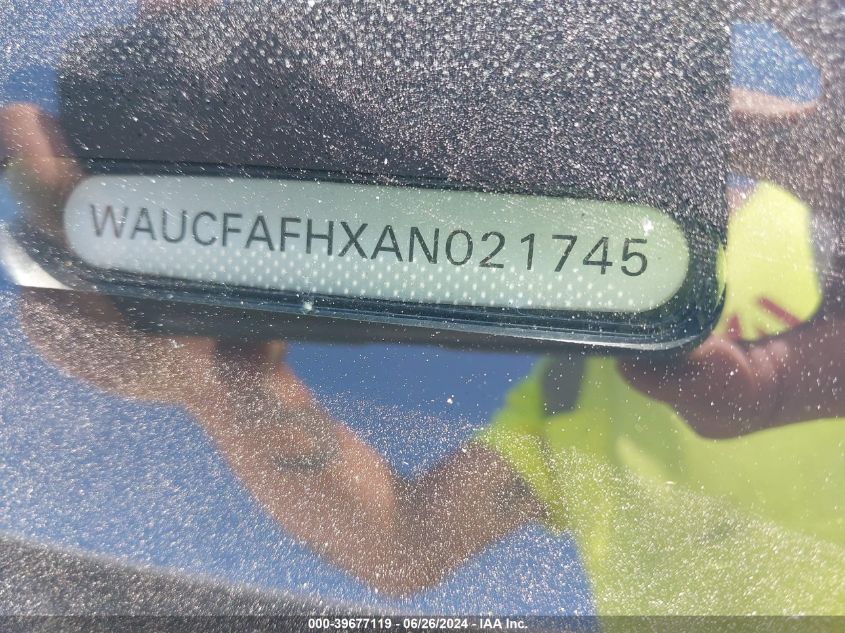 WAUCFAFHXAN021745
000-39677119 - 06/26/2024 - IAA Inc.